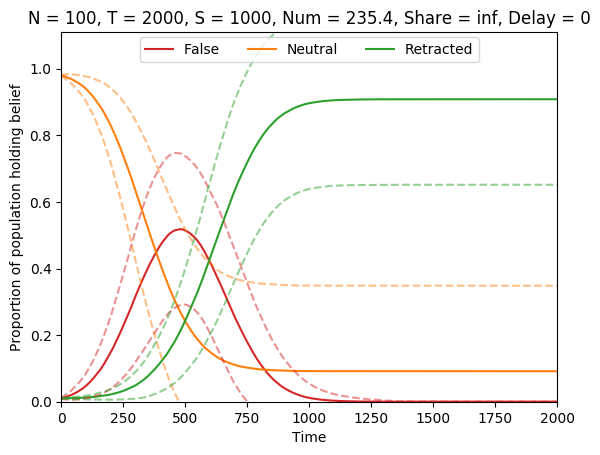 N = 100, T = 2000, S = 1000, Num = 235.4, Share = inf, Delay = 0
False Neutral Retracted
Proportion of population holding belief
1.0
0.8
0.6
0.4
0.2
0.0
0 250 500 750 1000 1250 1500 1750 2000
Time